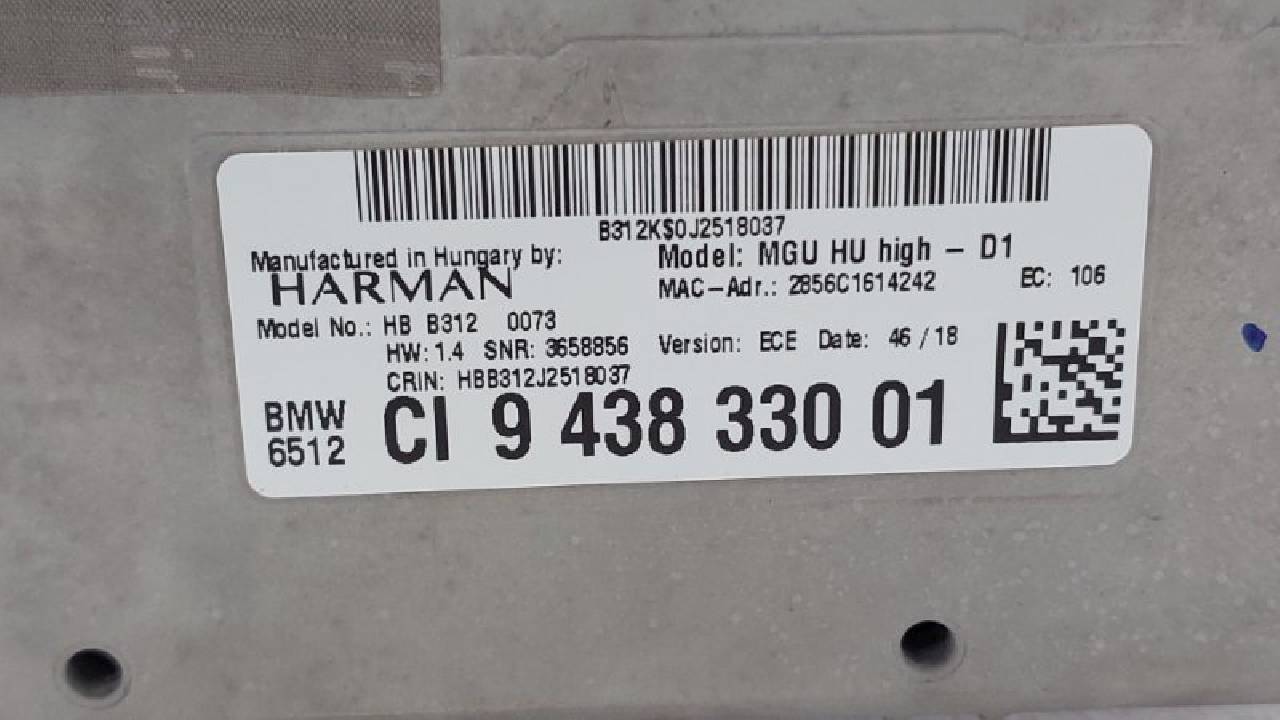 B312KS0J2518037
Manufactured in Hungary by:
HARMAN
Model: MGU HU high - D1
MAC-Adr.: 2856C1614242
EC: 106
Model No.: HB B312 0073
HW: 1.4 SNR: 3658856
Version: ECE Date: 46 / 18
CRIN: HBB312J2518037
BMW
6512
CI 9 438 330 01